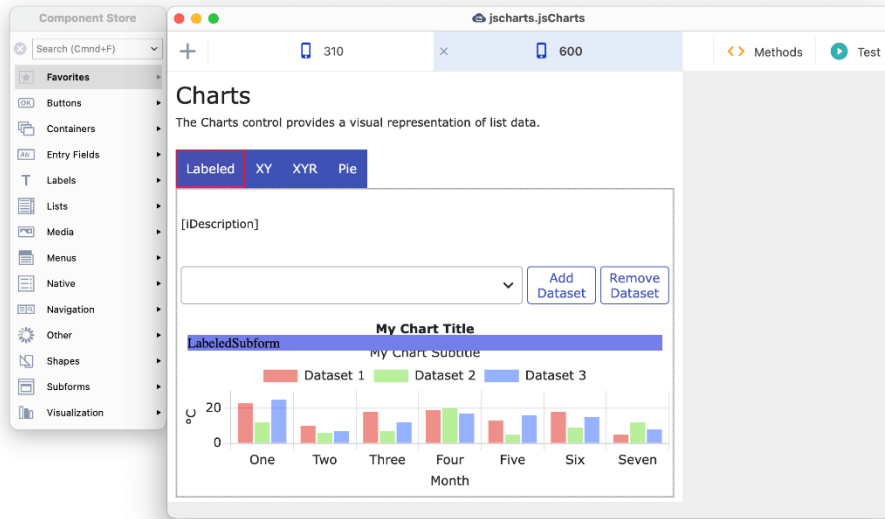 Component Store
Search (Cmnd+F)
Favorites
OK Buttons
Containers
Entry Fields
T Labels
Lists
Media
Menus
Native
Navigation
Other
Shapes
Subforms
Visualization
jscharts.jsCharts
310
600
Methods
Test
Charts
The Charts control provides a visual representation of list data.
Labeled XY XYR Pie
[iDescription]
Add
Dataset
Remove
Dataset
My Chart Title
LabeledSubform
My Chart Subtitle
Dataset 1 Dataset 2 Dataset 3
°C
20
0
One Two Three Four Five Six Seven
Month